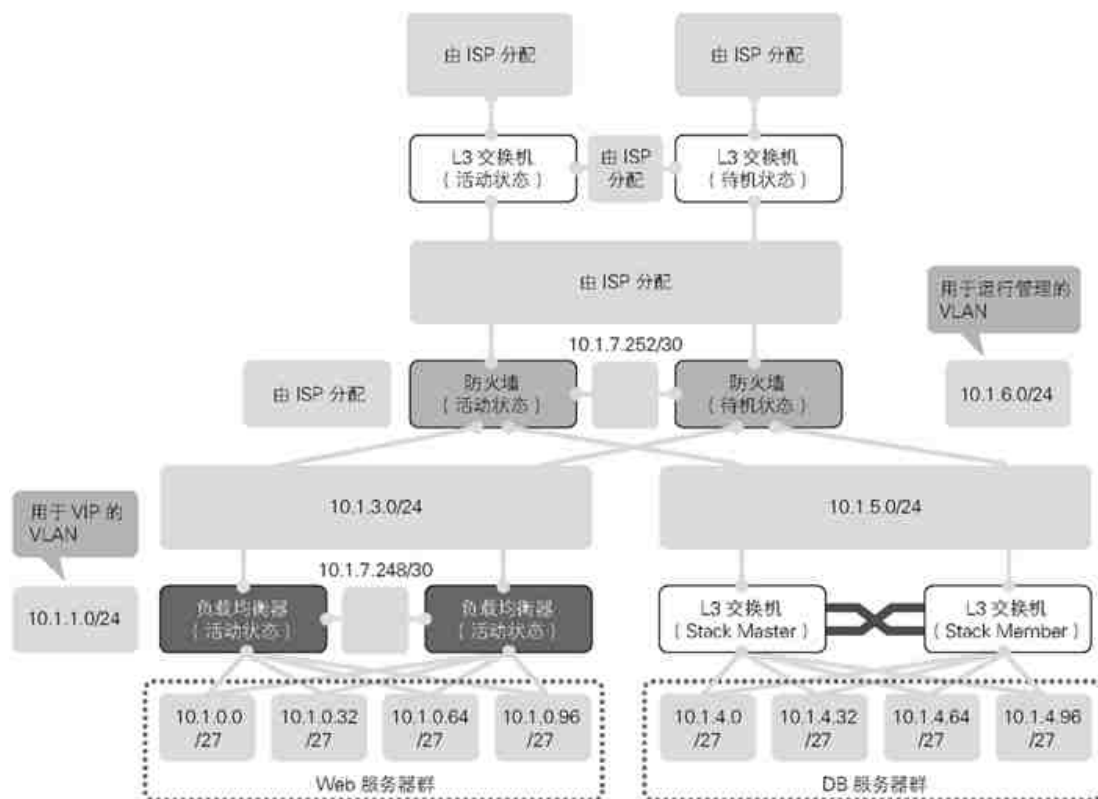 由 ISP 分配
由 ISP 分配
L3 交换机
（活动状态）
由 ISP
分配
L3 交换机
（待机状态）
由 ISP 分配
用于运行管理的
VLAN
10.1.7.252/30
由 ISP 分配
防火墙
（活动状态）
防火墙
（待机状态）
10.1.6.0/24
10.1.3.0/24
10.1.5.0/24
用于 VIP 的
VLAN
10.1.7.248/30
10.1.1.0/24
负载均衡器
（活动状态）
负载均衡器
（活动状态）
L3 交换机
（Stack Master）
L3 交换机
（Stack Member）
10.1.0.0
/27
10.1.0.32
/27
10.1.0.64
/27
10.1.0.96
/27
10.1.4.0
/27
10.1.4.32
/27
10.1.4.64
/27
10.1.4.96
/27
Web 服务器群
DB 服务器群